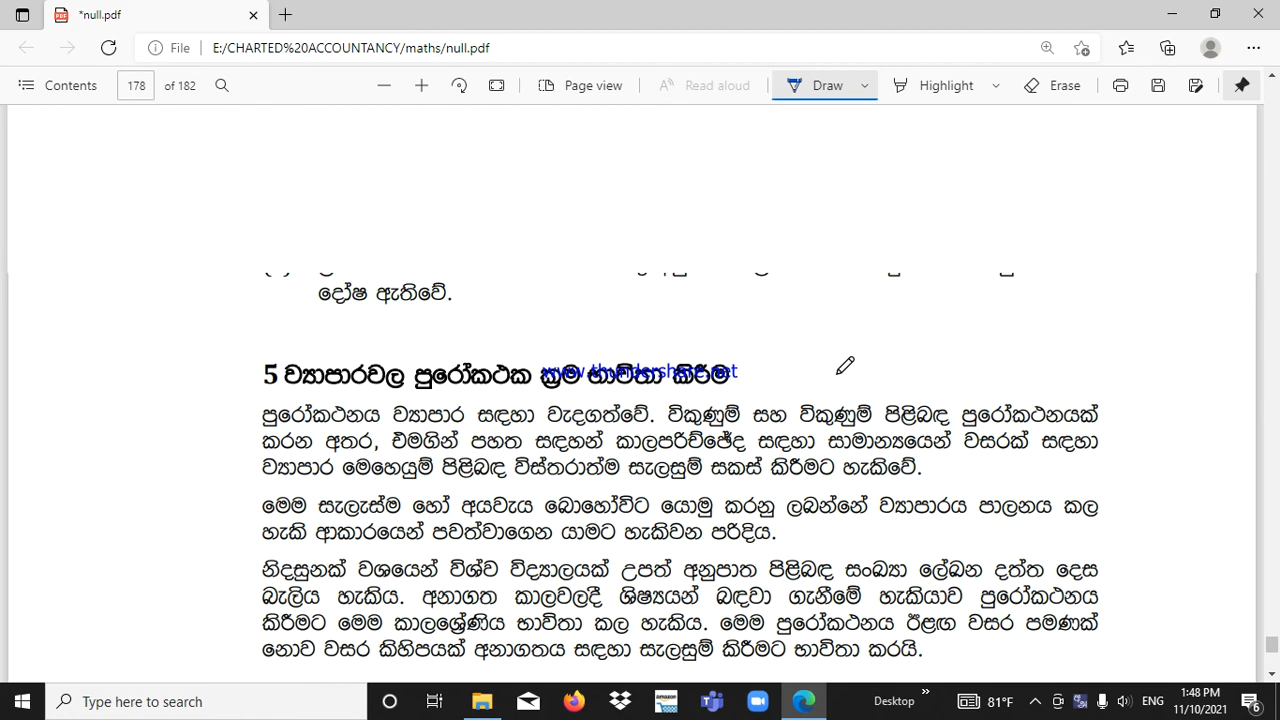 *null.pdf
File E:/CHARTED%20ACCOUNTANCY/maths/null.pdf
Contents 178 of 182 Page view Read aloud Draw Highlight Erase
දෝෂ ඇතිවේ.
5 ව්‍යාපාරවල පුරෝකථක ක්‍රම භාවිතා කිරීම
www.thundershare.net
පුරෝකථනය ව්‍යාපාර සඳහා වැදගත්වේ. විකුණුම් සහ විකුණුම් පිළිබඳ පුරෝකථනයක්
කරන අතර, එමගින් පහත සඳහන් කාලපරිච්ඡේද සඳහා සාමාන්‍යයෙන් වසරක් සඳහා
ව්‍යාපාර මෙහෙයුම් පිළිබඳ විස්තරාත්ම සැලසුම් සකස් කිරීමට හැකිවේ.
මෙම සැලැස්ම හෝ අයවැය බොහෝවිට යොමු කරනු ලබන්නේ ව්‍යාපාරය පාලනය කල
හැකි ආකාරයෙන් පවත්වාගෙන යාමට හැකිවන පරිදිය.
නිදසුනක් වශයෙන් විශ්ව විද්‍යාලයක් උපත් අනුපාත පිළිබඳ සංඛ්‍යා ලේඛන දත්ත දෙස
බැලිය හැකිය. අනාගත කාලවලදී ශිෂ්‍යයන් බඳවා ගැනීමේ හැකියාව පුරෝකථනය
කිරීමට මෙම කාලශ්‍රේණිය භාවිතා කල හැකිය. මෙම පුරෝකථනය ඊළඟ වසර පමණක්
නොව වසර කිහිපයක් අනාගතය සඳහා සැලසුම් කිරීමට භාවිතා කරයි.
Type here to search Desktop 81°F ENG 1:48 PM
11/10/2021 6